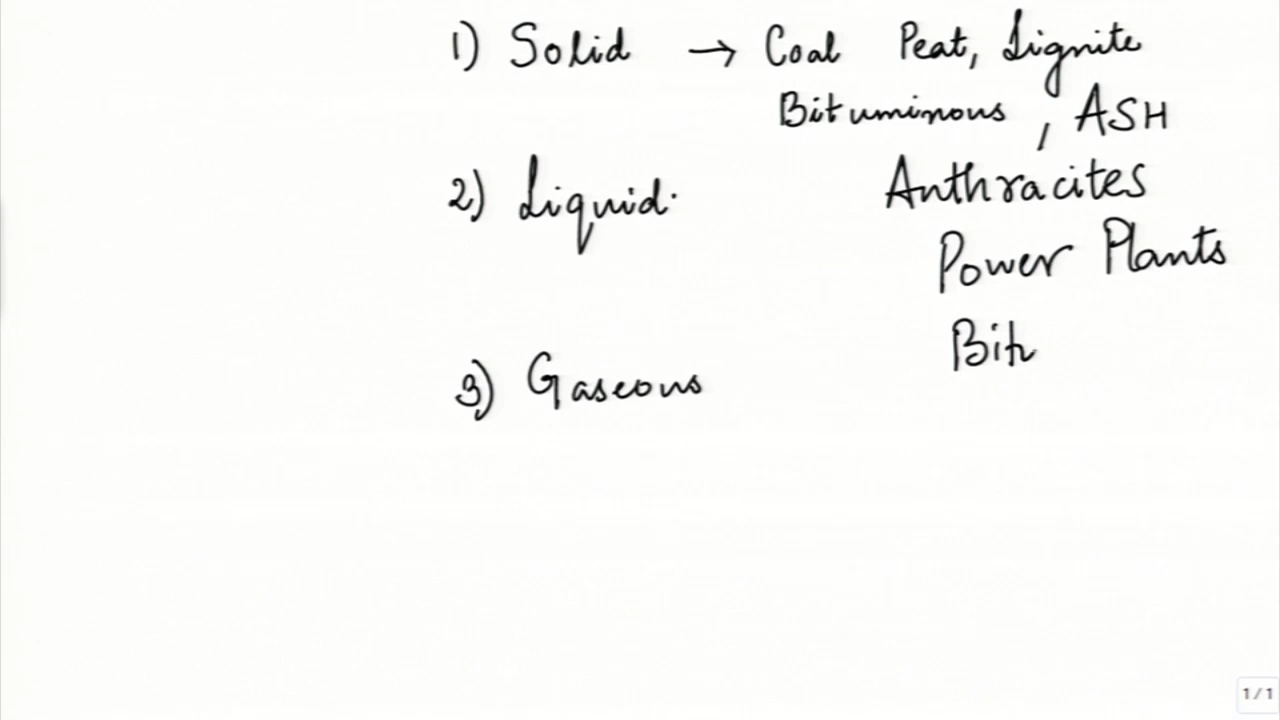 1) Solid → Coal Peat, Lignite
Bituminous, ASH
2) Liquid.
Anthracites
Power Plants
Bit
3) Gaseous
1/1